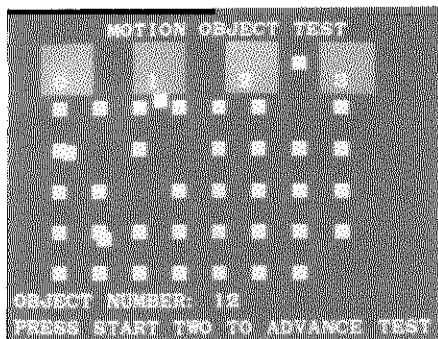 MOTION OBJECT TEST
0 1 2 3
OBJECT NUMBER: 12
PRESS START TWO TO ADVANCE TEST